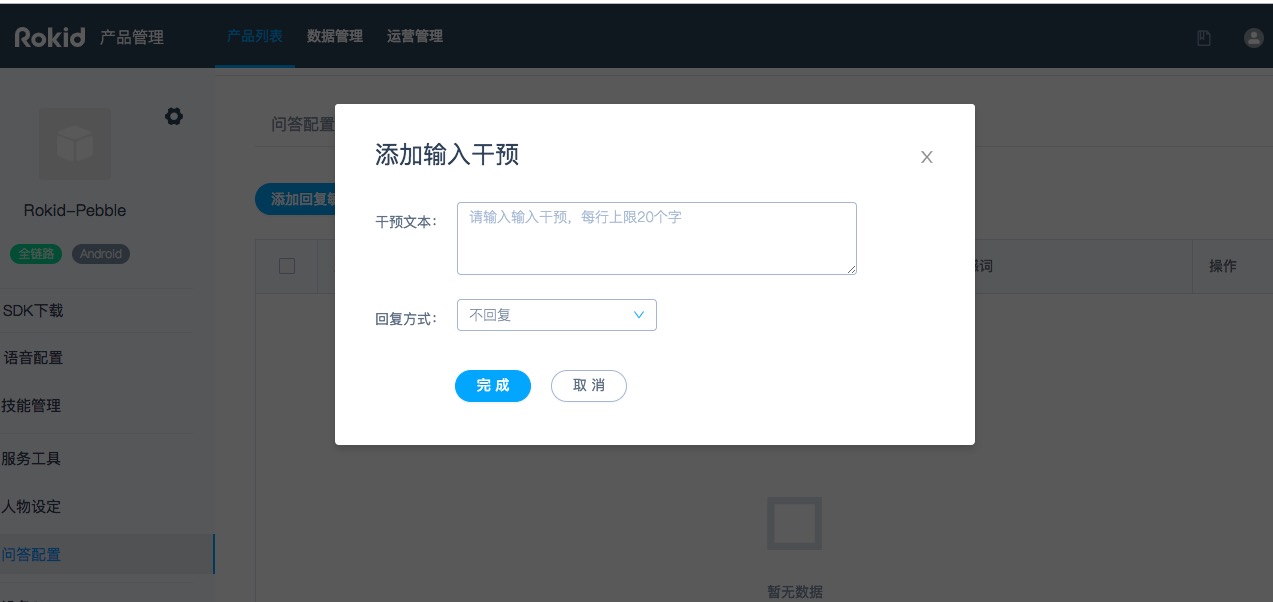 Rokid 产品管理 产品列表 数据管理 运营管理
Rokid-Pebble
全链路 Android
SDK下载
语音配置
技能管理
服务工具
人物设定
问答配置
问答配置
添加回复
词 操作
暂无数据
添加输入干预
X
干预文本:
请输入输入干预，每行上限20个字
回复方式:
不回复
完 成 取 消